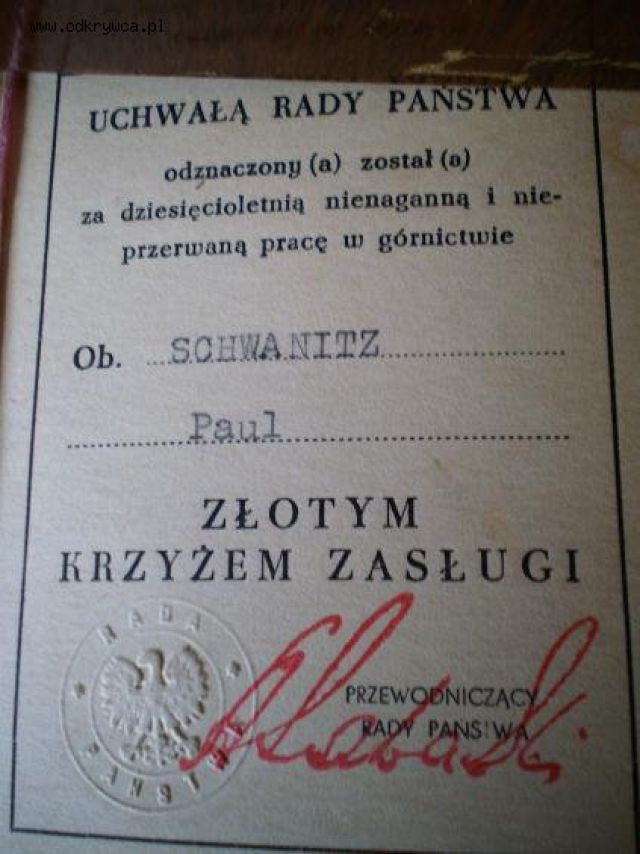 www.odkrywca.pl
UCHWAŁĄ RADY PAŃSTWA
odznaczony (a) został (a)
za dziesięcioletnią nienaganną i nie-
przerwaną pracę w górnictwie
Ob. SCHWANITZ
Paul
ZŁOTYM
KRZYŻEM ZASŁUGI
RADA
PAŃSTWA
PRZEWODNICZĄCY
RADY PAŃSTWA